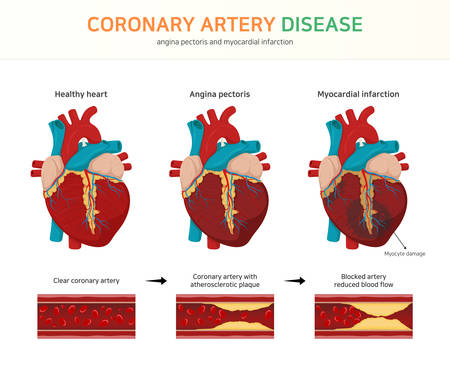 CORONARY ARTERY DISEASE
angina pectoris and myocardial infarction
Healthy heart
Angina pectoris
Myocardial infarction
Myocyte damage
Clear coronary artery
Coronary artery with
atherosclerotic plaque
Blocked artery
reduced blood flow